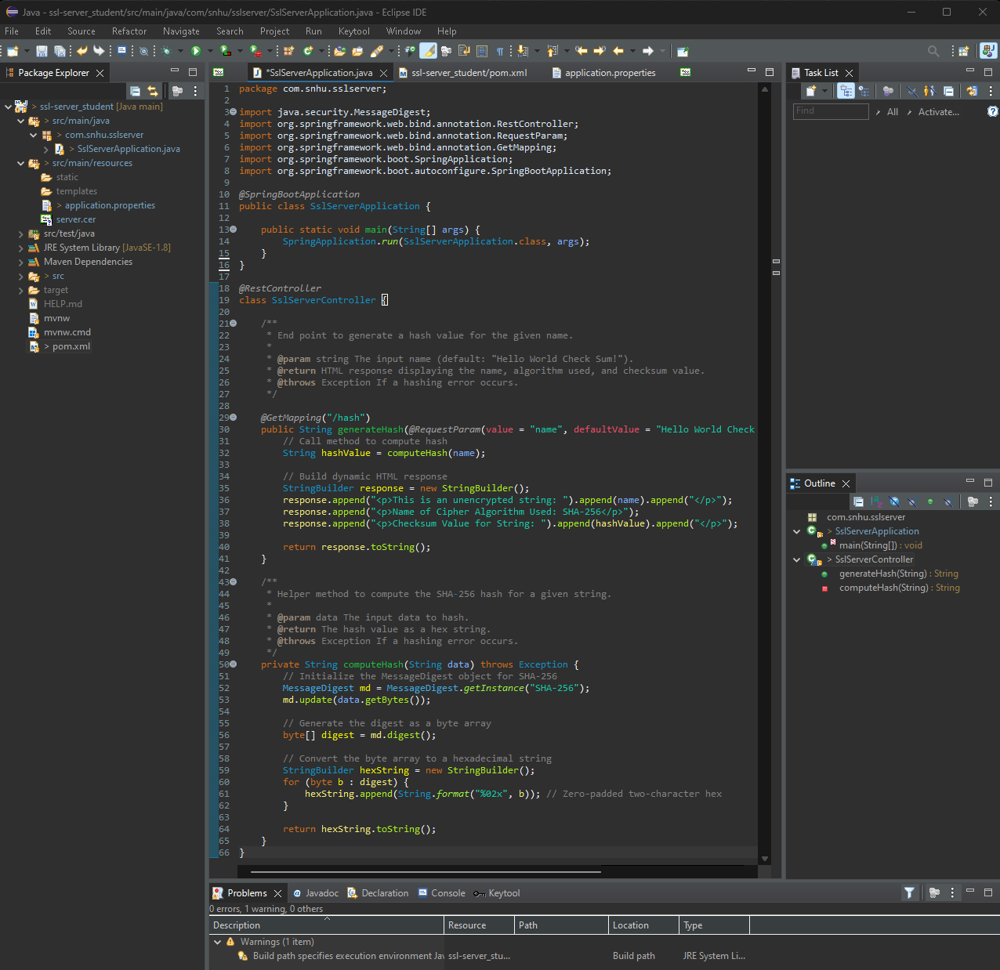 Java - ssl-server_student/src/main/java/com/snhu/sslserver/SslServerApplication.java - Eclipse IDE
File Edit Source Refactor Navigate Search Project Run Keytool Window Help
Package Explorer
ssl-server_student [Java main]
> src/main/java
> com.snhu.sslserver
> SslServerApplication.java
> src/main/resources
static
templates
> application.properties
server.cer
src/test/java
JRE System Library [JavaSE-1.8]
Maven Dependencies
> src
target
HELP.md
mvnw
mvnw.cmd
> pom.xml
*SslServerApplication.java ssl-server_student/pom.xml application.properties
1 package com.snhu.sslserver;
2
3 import java.security.MessageDigest;
4 import org.springframework.web.bind.annotation.RestController;
5 import org.springframework.web.bind.annotation.RequestParam;
6 import org.springframework.web.bind.annotation.GetMapping;
7 import org.springframework.boot.SpringApplication;
8 import org.springframework.boot.autoconfigure.SpringBootApplication;
9
10 @SpringBootApplication
11 public class SslServerApplication {
12
13     public static void main(String[] args) {
14         SpringApplication.run(SslServerApplication.class, args);
15     }
16 }
17
18 @RestController
19 class SslServerController {
20
21     /**
22      * End point to generate a hash value for the given name.
23      *
24      * @param string The input name (default: "Hello World Check Sum!").
25      * @return HTML response displaying the name, algorithm used, and checksum value.
26      * @throws Exception If a hashing error occurs.
27      */
28
29     @GetMapping("/hash")
30     public String generateHash(@RequestParam(value = "name", defaultValue = "Hello World Check
31         // Call method to compute hash
32         String hashValue = computeHash(name);
33
34         // Build dynamic HTML response
35         StringBuilder response = new StringBuilder();
36         response.append("<p>This is an unencrypted string: ").append(name).append("</p>");
37         response.append("<p>Name of Cipher Algorithm Used: SHA-256</p>");
38         response.append("<p>Checksum Value for String: ").append(hashValue).append("</p>");
39
40         return response.toString();
41     }
42
43     /**
44      * Helper method to compute the SHA-256 hash for a given string.
45      *
46      * @param data The input data to hash.
47      * @return The hash value as a hex string.
48      * @throws Exception If a hashing error occurs.
49      */
50     private String computeHash(String data) throws Exception {
51         // Initialize the MessageDigest object for SHA-256
52         MessageDigest md = MessageDigest.getInstance("SHA-256");
53         md.update(data.getBytes());
54
55         // Generate the digest as a byte array
56         byte[] digest = md.digest();
57
58         // Convert the byte array to a hexadecimal string
59         StringBuilder hexString = new StringBuilder();
60         for (byte b : digest) {
61             hexString.append(String.format("%02x", b)); // Zero-padded two-character hex
62         }
63
64         return hexString.toString();
65     }
66 }
Task List
Find All Activate...
Outline
com.snhu.sslserver
> SslServerApplication
main(String[]) : void
> SslServerController
generateHash(String) : String
computeHash(String) : String
Problems Javadoc Declaration Console Keytool
0 errors, 1 warning, 0 others
Description Resource Path Location Type
Warnings (1 item)
Build path specifies execution environment Jav ssl-server_stu... Build path JRE System Li...